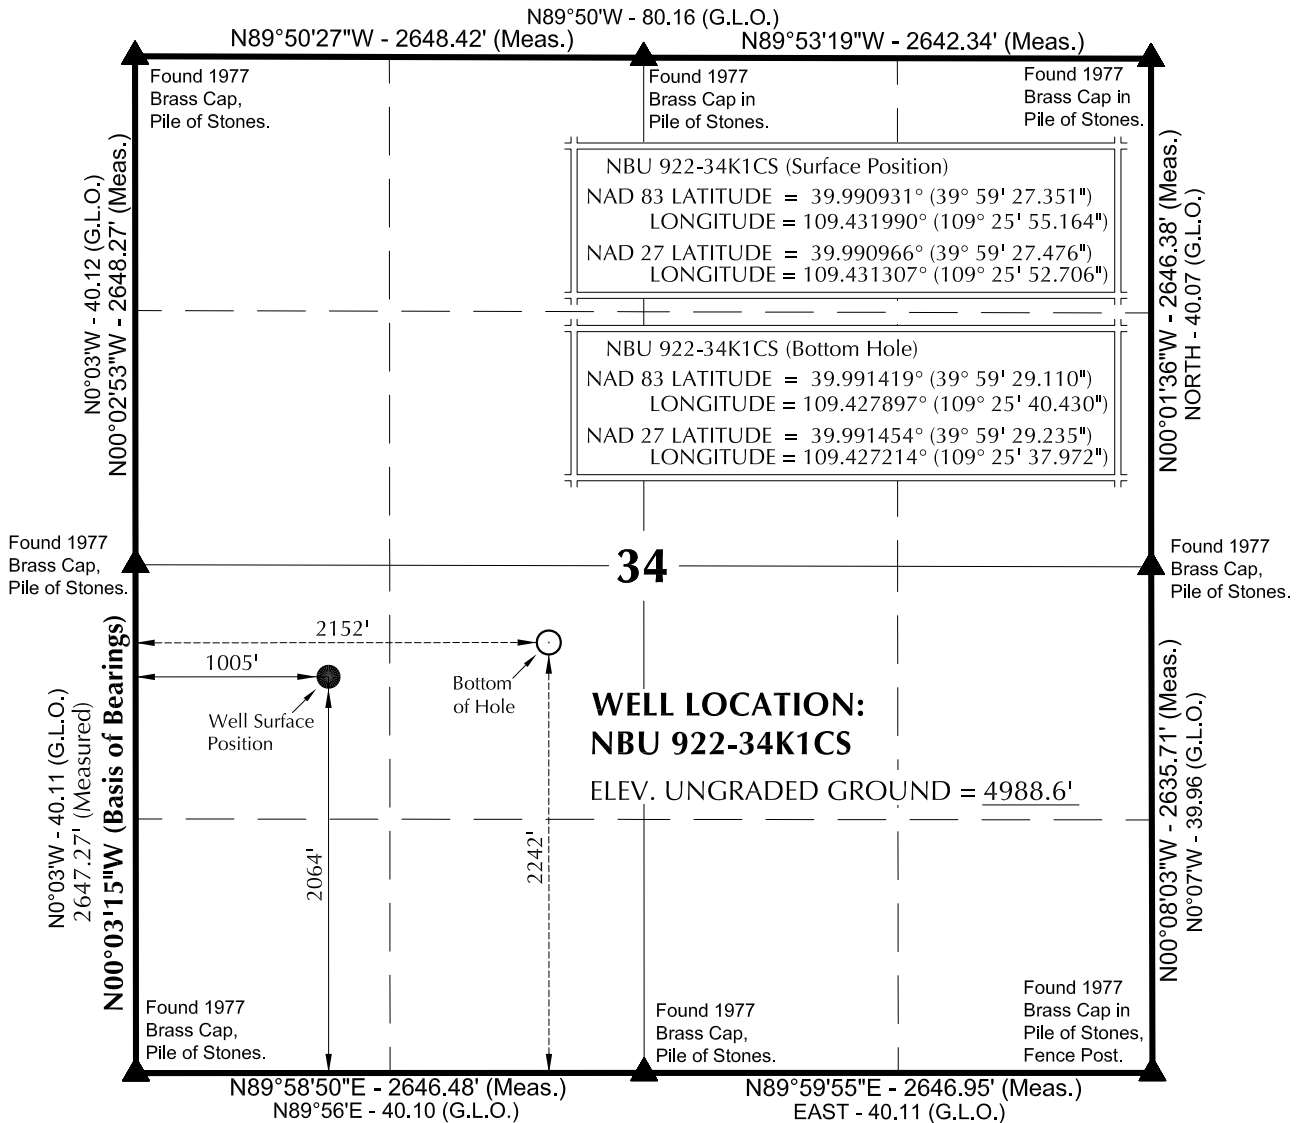 N89°50'W - 80.16 (G.L.O.)
N89°50'27"W - 2648.42' (Meas.)
N89°53'19"W - 2642.34' (Meas.)
Found 1977
Brass Cap,
Pile of Stones.
Found 1977
Brass Cap in
Pile of Stones.
Found 1977
Brass Cap in
Pile of Stones.
N0°03'W - 40.12 (G.L.O.)
N00°02'53"W - 2648.27' (Meas.)
NBU 922-34K1CS (Surface Position)
NAD 83 LATITUDE = 39.990931° (39° 59' 27.351")
LONGITUDE = 109.431990° (109° 25' 55.164")
NAD 27 LATITUDE = 39.990966° (39° 59' 27.476")
LONGITUDE = 109.431307° (109° 25' 52.706")
NBU 922-34K1CS (Bottom Hole)
NAD 83 LATITUDE = 39.991419° (39° 59' 29.110")
LONGITUDE = 109.427897° (109° 25' 40.430")
NAD 27 LATITUDE = 39.991454° (39° 59' 29.235")
LONGITUDE = 109.427214° (109° 25' 37.972")
N00°01'36"W - 2646.38' (Meas.)
NORTH - 40.07 (G.L.O.)
Found 1977
Brass Cap,
Pile of Stones.
34
Found 1977
Brass Cap,
Pile of Stones.
2152'
1005'
Bottom
of Hole
Well Surface
Position
WELL LOCATION:
NBU 922-34K1CS
ELEV. UNGRADED GROUND = 4988.6'
N0°03'W - 40.11 (G.L.O.)
2647.27' (Measured)
N00°03'15"W (Basis of Bearings)
2064'
2242'
N00°08'03"W - 2635.71' (Meas.)
N0°07'W - 39.96 (G.L.O.)
Found 1977
Brass Cap,
Pile of Stones.
Found 1977
Brass Cap,
Pile of Stones.
Found 1977
Brass Cap in
Pile of Stones,
Fence Post.
N89°58'50"E - 2646.48' (Meas.)
N89°56'E - 40.10 (G.L.O.)
N89°59'55"E - 2646.95' (Meas.)
EAST - 40.11 (G.L.O.)